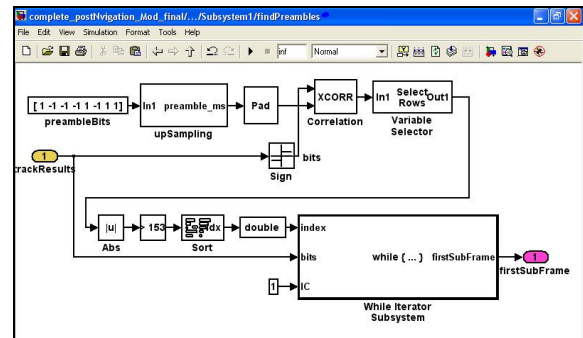 complete_postNvigation_Mod_final/.../Subsystem1/findPreambles
File Edit View Simulation Format Tools Help
inf Normal
[ 1 -1 -1 -1 1 -1 1 1]
preambleBits
In1 preamble_ms
upSampling
Pad
XCORR
Correlation
In1 Select Rows Out1
Variable
Selector
1
trackResults
Sign
bits
|u|
Abs
> 153
Idx
Sort
double
index
bits
IC
while { ... }
firstSubFrame
1
While Iterator
Subsystem
1
firstSubFrame